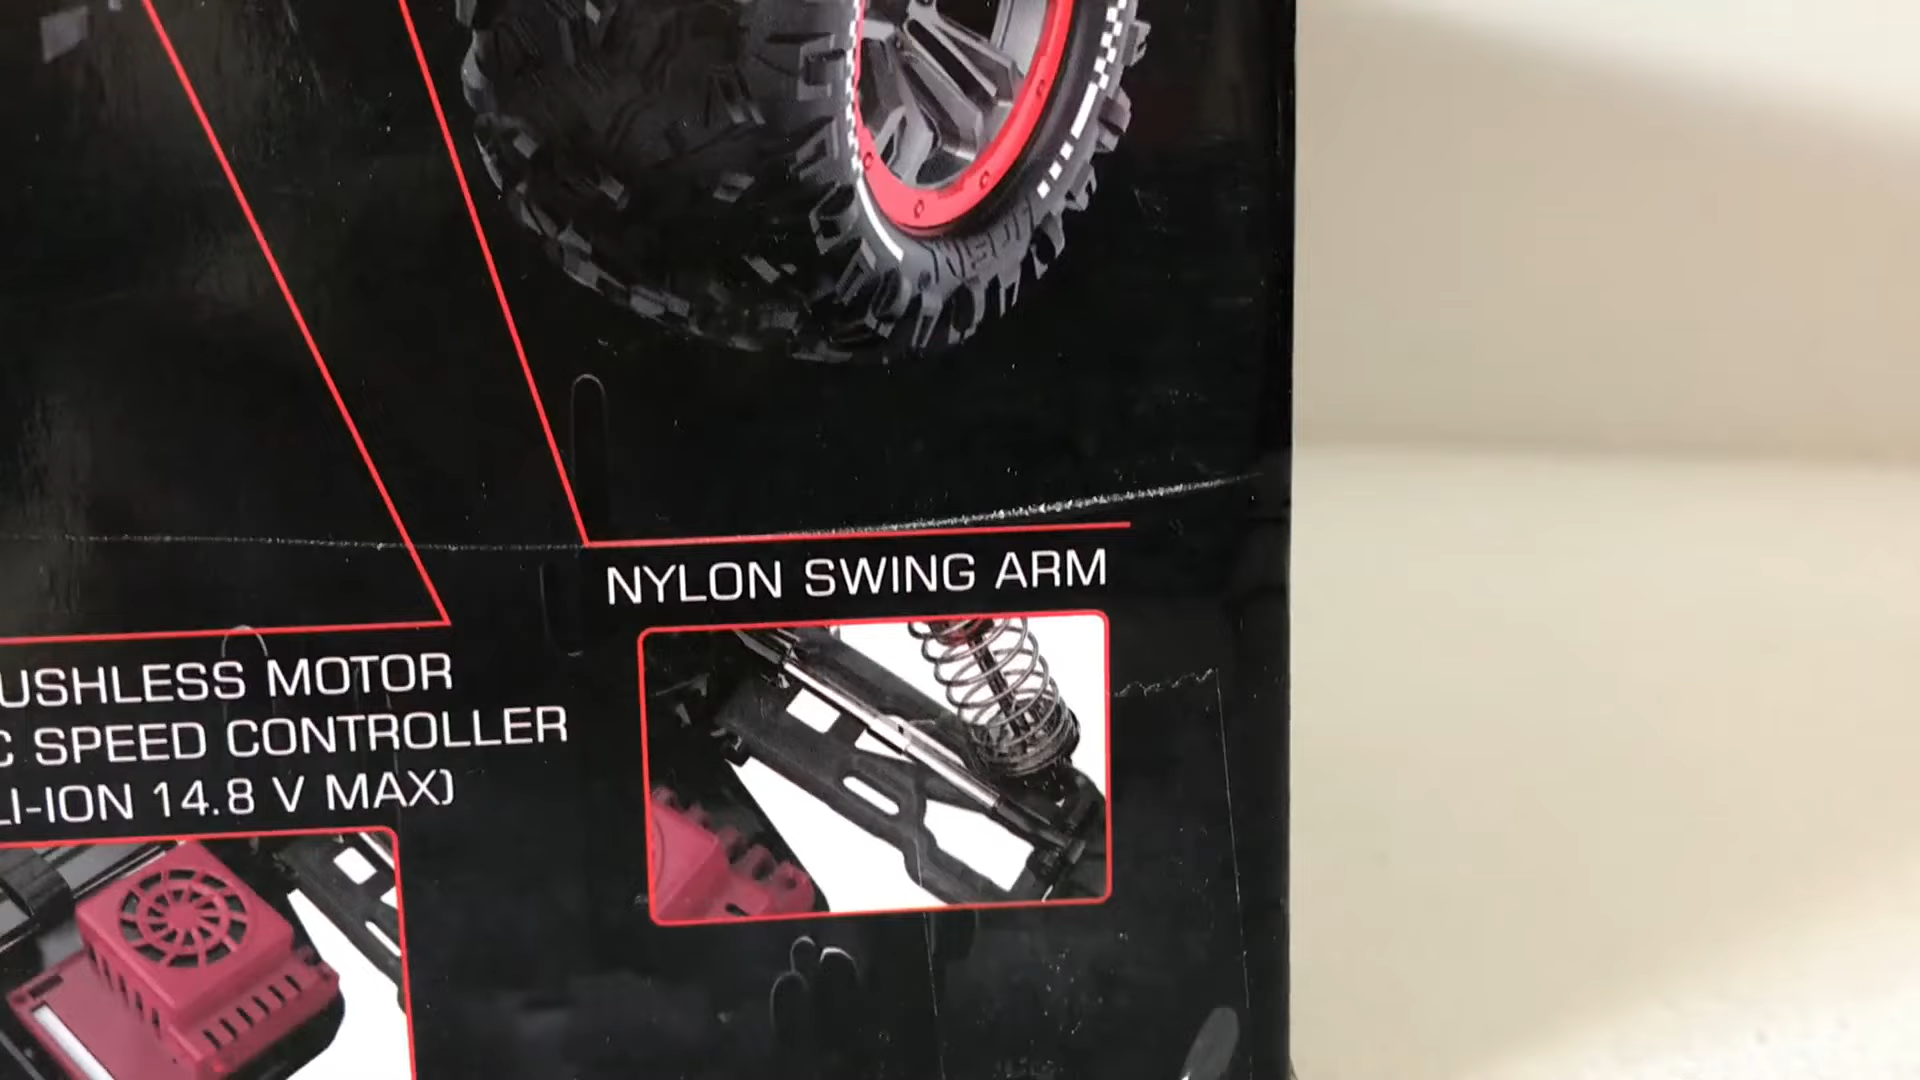 NYLON SWING ARM
USHLESS MOTOR
C SPEED CONTROLLER
LI-ION 14.8 V MAX)